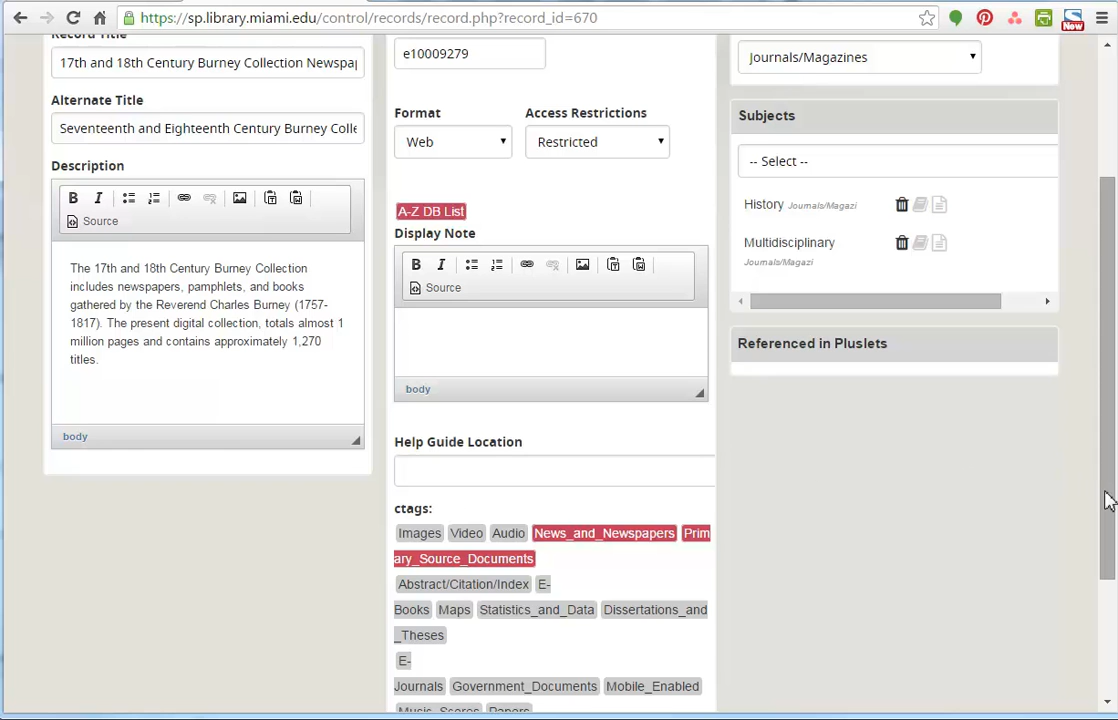 https://sp.library.miami.edu/control/records/record.php?record_id=670
New
Record Title
17th and 18th Century Burney Collection Newspap
Alternate Title
Seventeenth and Eighteenth Century Burney Colle
Description
B I
Source
The 17th and 18th Century Burney Collection
includes newspapers, pamphlets, and books
gathered by the Reverend Charles Burney (1757-
1817). The present digital collection, totals almost 1
million pages and contains approximately 1,270
titles.
body
e10009279
Format
Access Restrictions
Web
Restricted
A-Z DB List
Display Note
B I
Source
body
Help Guide Location
ctags:
Images Video Audio News_and_Newspapers Prim
ary_Source_Documents
Abstract/Citation/Index E-
Books Maps Statistics_and_Data Dissertations_and
_Theses
E-
Journals Government_Documents Mobile_Enabled
Music_Scores Papers
Journals/Magazines
Subjects
-- Select --
History Journals/Magazi
Multidisciplinary
Journals/Magazi
Referenced in Pluslets